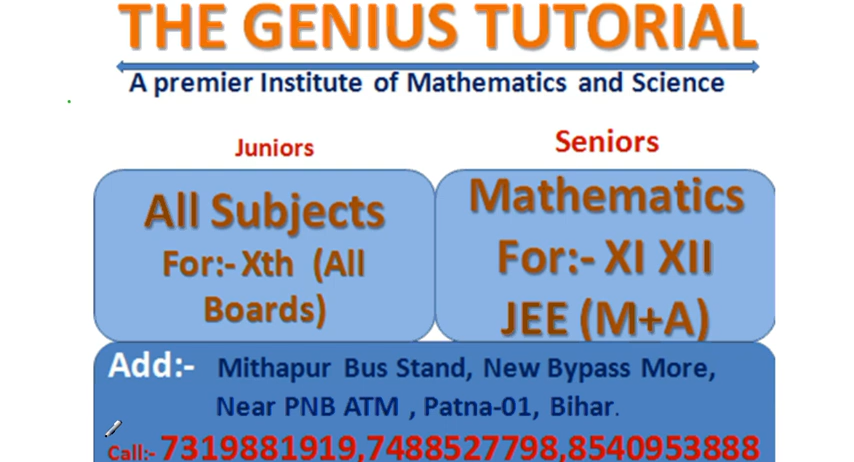 THE GENIUS TUTORIAL
A premier Institute of Mathematics and Science
Juniors
Seniors
All Subjects
For:- Xth (All
Boards)
Mathematics
For:- XI XII
JEE (M+A)
Add:- Mithapur Bus Stand, New Bypass More,
Near PNB ATM , Patna-01, Bihar.
Call:- 7319881919,7488527798,8540953888